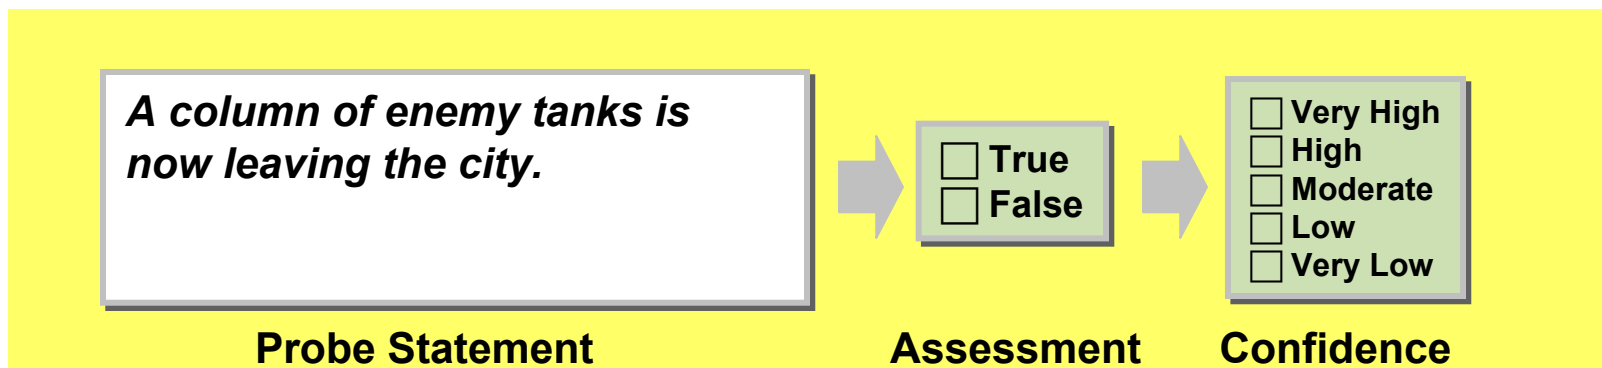 A column of enemy tanks is
now leaving the city.
True
False
Very High
High
Moderate
Low
Very Low
Probe Statement
Assessment
Confidence